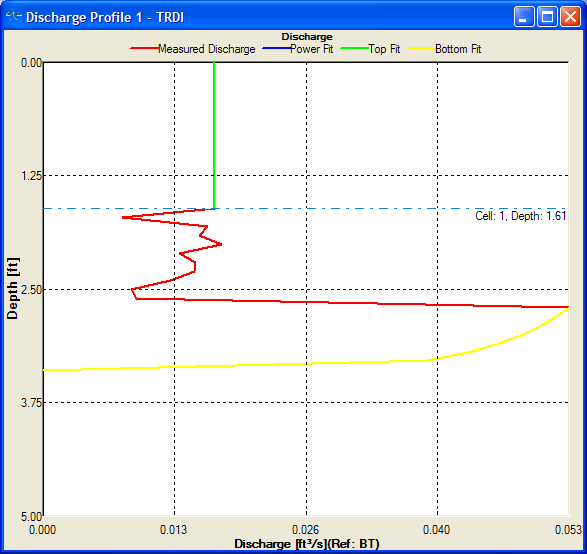 Discharge Profile 1 - TRDI
Discharge
Measured Discharge Power Fit Top Fit Bottom Fit
0.00
1.25
Cell: 1, Depth: 1.61
2.50
Depth [ft]
3.75
5.00
0.000 0.013 0.026 0.040 0.053
Discharge [ft³/s](Ref: BT)